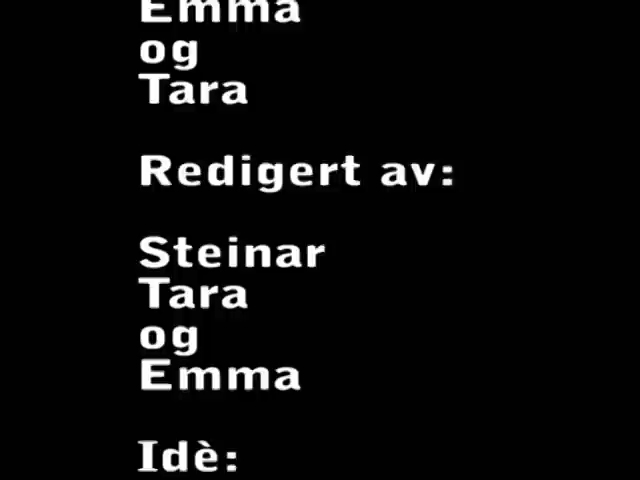 Emma
og
Tara
Redigert av:
Steinar
Tara
og
Emma
Idè: